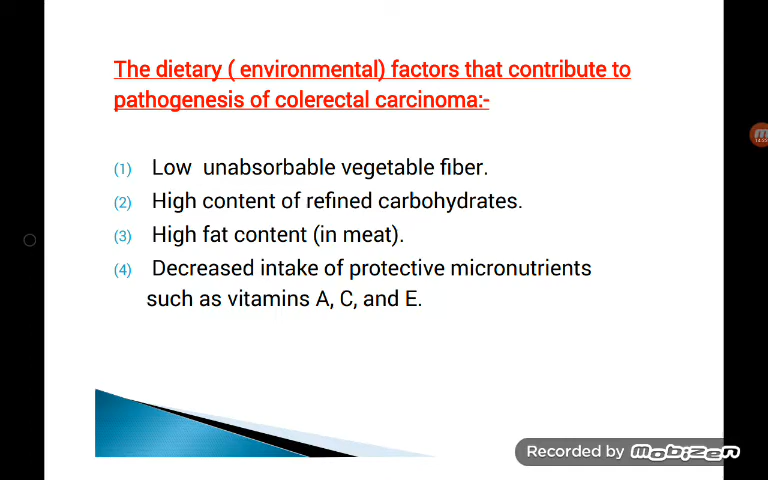 The dietary ( environmental) factors that contribute to
pathogenesis of colerectal carcinoma:-
(1) Low unabsorbable vegetable fiber.
(2) High content of refined carbohydrates.
(3) High fat content (in meat).
(4) Decreased intake of protective micronutrients
such as vitamins A, C, and E.
Recorded by mobizen